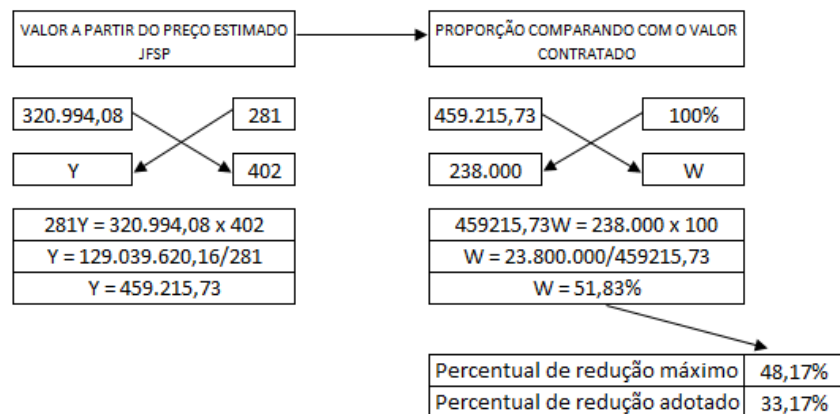 VALOR A PARTIR DO PREÇO ESTIMADO
JFSP
PROPORÇÃO COMPARANDO COM O VALOR
CONTRATADO
320.994,08
281
459.215,73
100%
Y
402
238.000
W
281Y = 320.994,08 x 402
Y = 129.039.620,16/281
Y = 459.215,73
459215,73W = 238.000 x 100
W = 23.800.000/459215,73
W = 51,83%
Percentual de redução máximo 48,17%
Percentual de redução adotado 33,17%